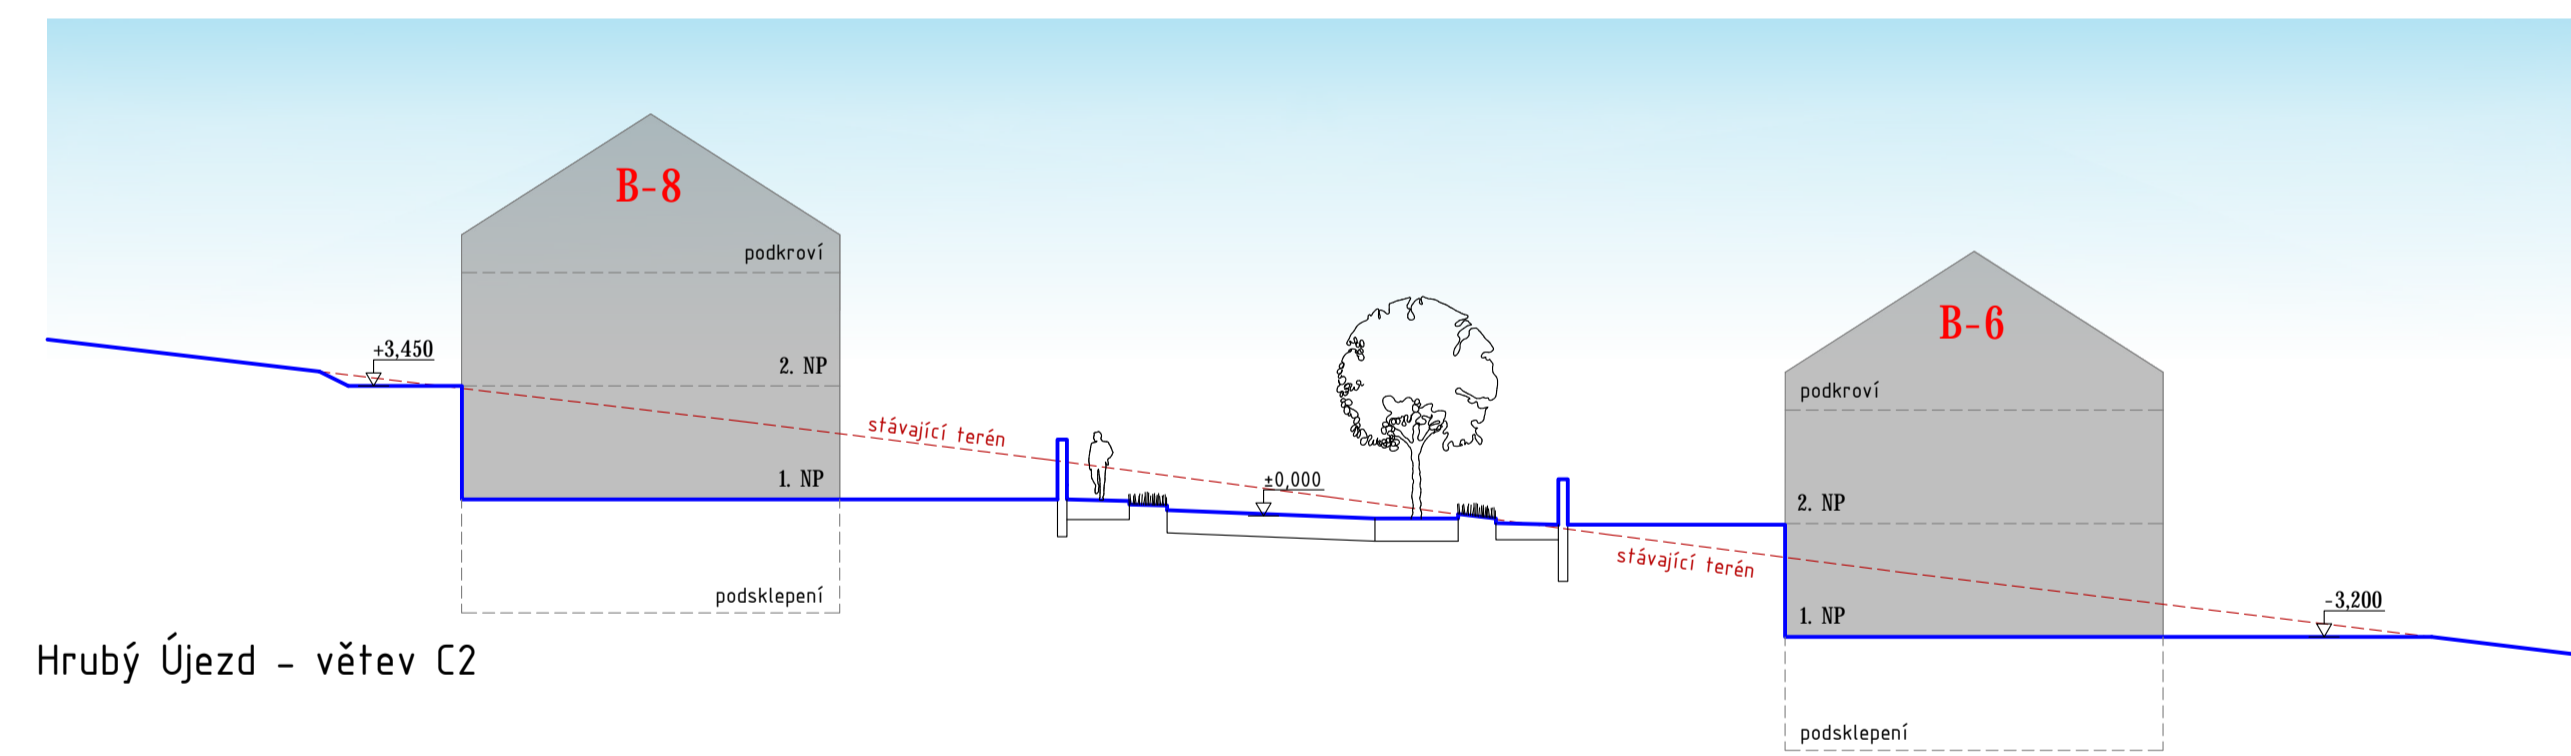 B-8
podkroví
+3,450
2. NP
stávající terén
1. NP
±0,000
podsklepení
Hrubý Újezd - větev C2
B-6
podkroví
2. NP
stávající terén
1. NP
-3,200
podsklepení